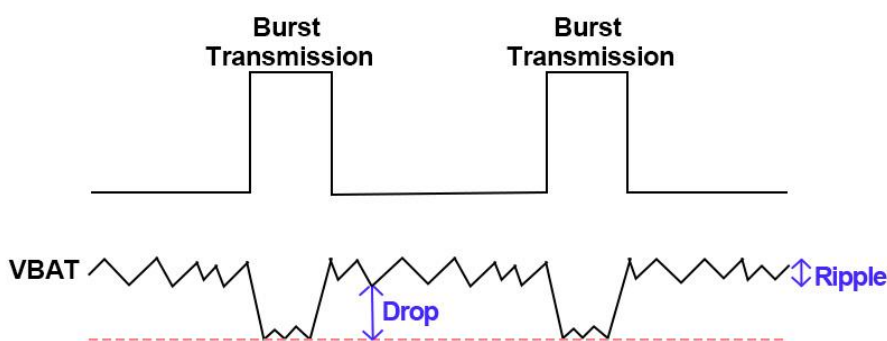 Burst
Transmission
Burst
Transmission
VBAT
Drop
Ripple